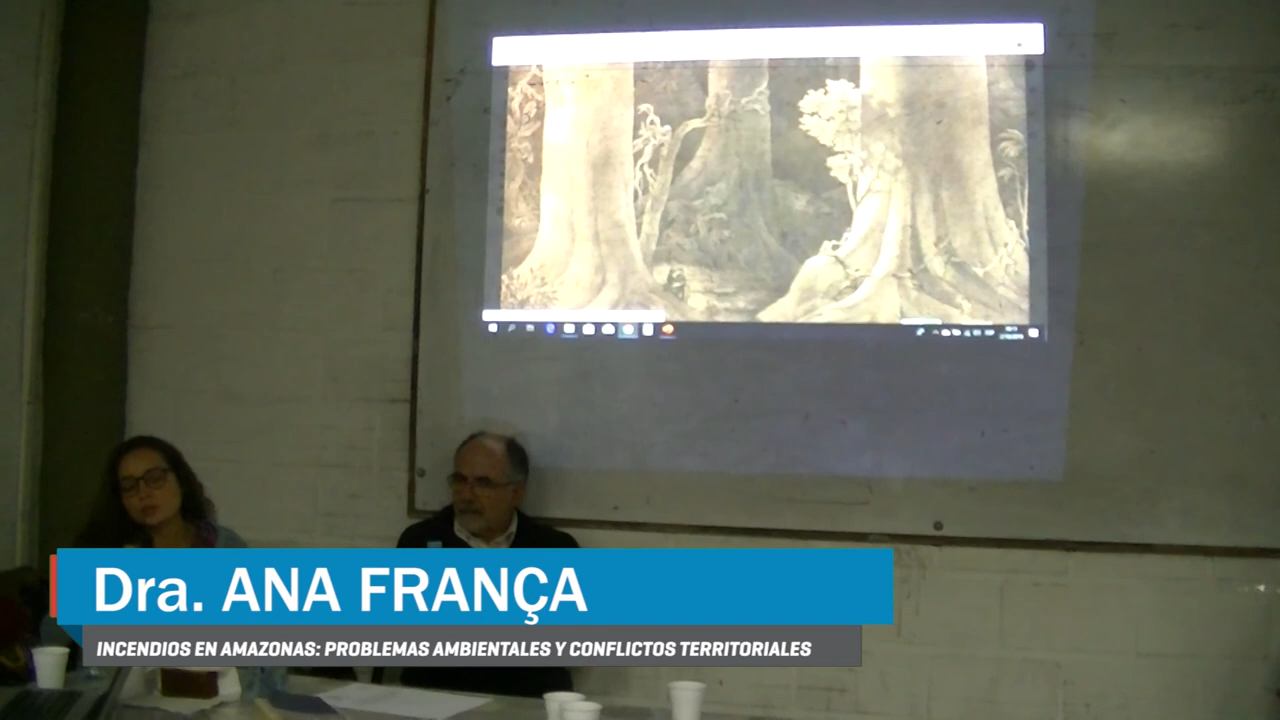 Dra. ANA FRANÇA
INCENDIOS EN AMAZONAS: PROBLEMAS AMBIENTALES Y CONFLICTOS TERRITORIALES